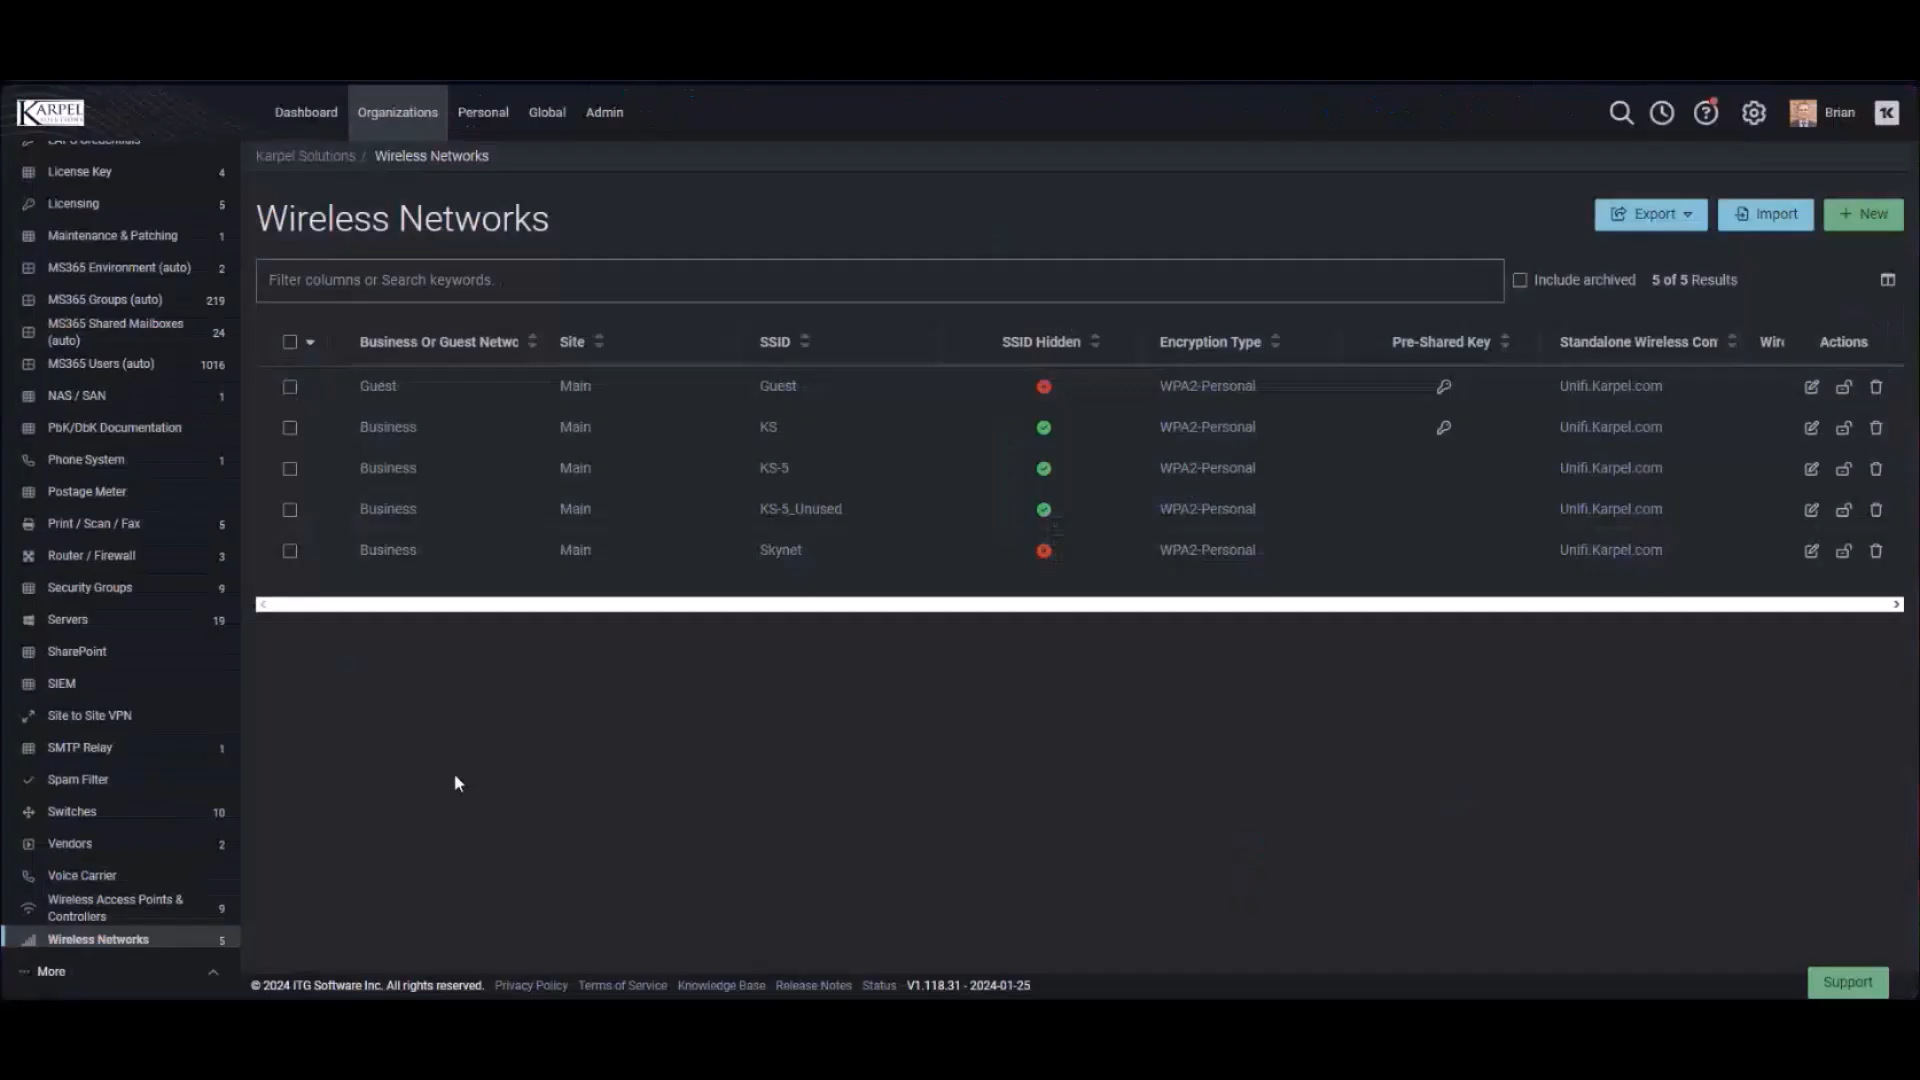 KARPEL
SOLUTIONS
Dashboard
Organizations
Personal
Global
Admin
Brian
Karpel Solutions / Wireless Networks
License Key 4
Licensing 5
Maintenance & Patching 1
MS365 Environment (auto) 2
MS365 Groups (auto) 219
MS365 Shared Mailboxes
(auto) 24
MS365 Users (auto) 1016
NAS / SAN 1
PbK/DbK Documentation
Phone System 1
Postage Meter
Print / Scan / Fax 5
Router / Firewall 3
Security Groups 9
Servers 19
SharePoint
SIEM
Site to Site VPN
SMTP Relay 1
Spam Filter
Switches 10
Vendors 2
Voice Carrier
Wireless Access Points &
Controllers 9
Wireless Networks 5
More
Wireless Networks
Export
Import
+ New
Filter columns or Search keywords.
Include archived
5 of 5 Results
Business Or Guest Netwc Site SSID SSID Hidden Encryption Type Pre-Shared Key Standalone Wireless Con Wir Actions
Guest Main Guest WPA2-Personal Unifi.Karpel.com
Business Main KS WPA2-Personal Unifi.Karpel.com
Business Main KS-5 WPA2-Personal Unifi.Karpel.com
Business Main KS-5_Unused WPA2-Personal Unifi.Karpel.com
Business Main Skynet WPA2-Personal Unifi.Karpel.com
© 2024 ITG Software Inc. All rights reserved. Privacy Policy Terms of Service Knowledge Base Release Notes Status V1.118.31 - 2024-01-25
Support